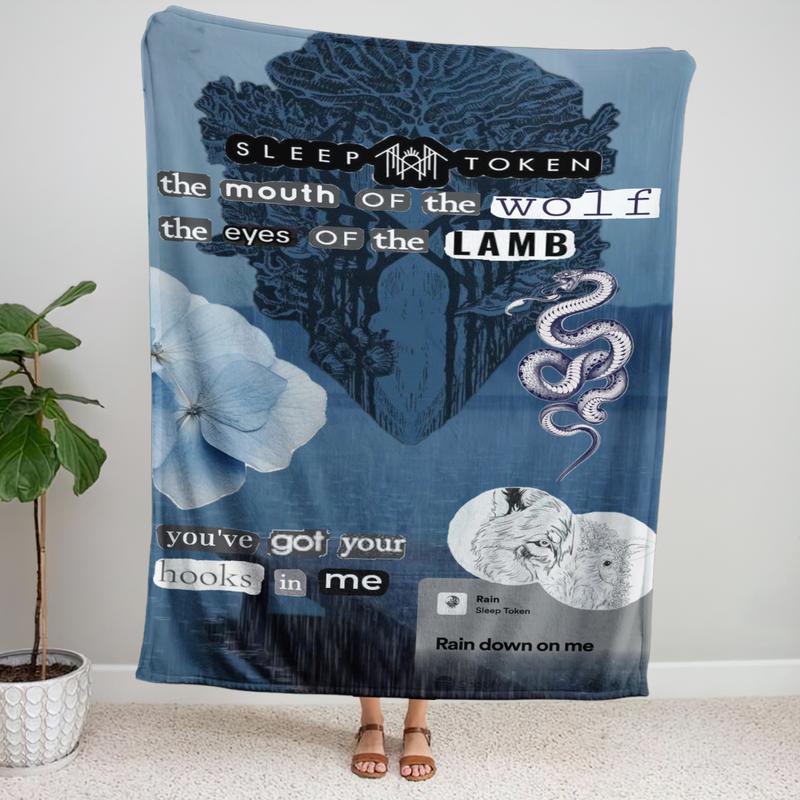 SLEEP TOKEN
the mouth OF the wolf
the eyes OF the LAMB
you've got your
hooks in me
Rain
Sleep Token
Rain down on me